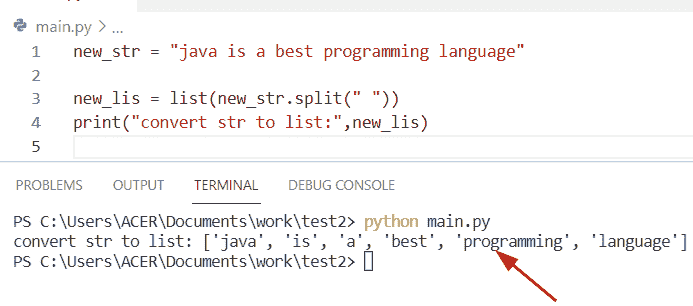 main.py > ...
1 new_str = "java is a best programming language"
2
3 new_lis = list(new_str.split(" "))
4 print("convert str to list:",new_lis)
5
PROBLEMS OUTPUT TERMINAL DEBUG CONSOLE
PS C:\Users\ACER\Documents\work\test2> python main.py
convert str to list: ['java', 'is', 'a', 'best', 'programming', 'language']
PS C:\Users\ACER\Documents\work\test2>